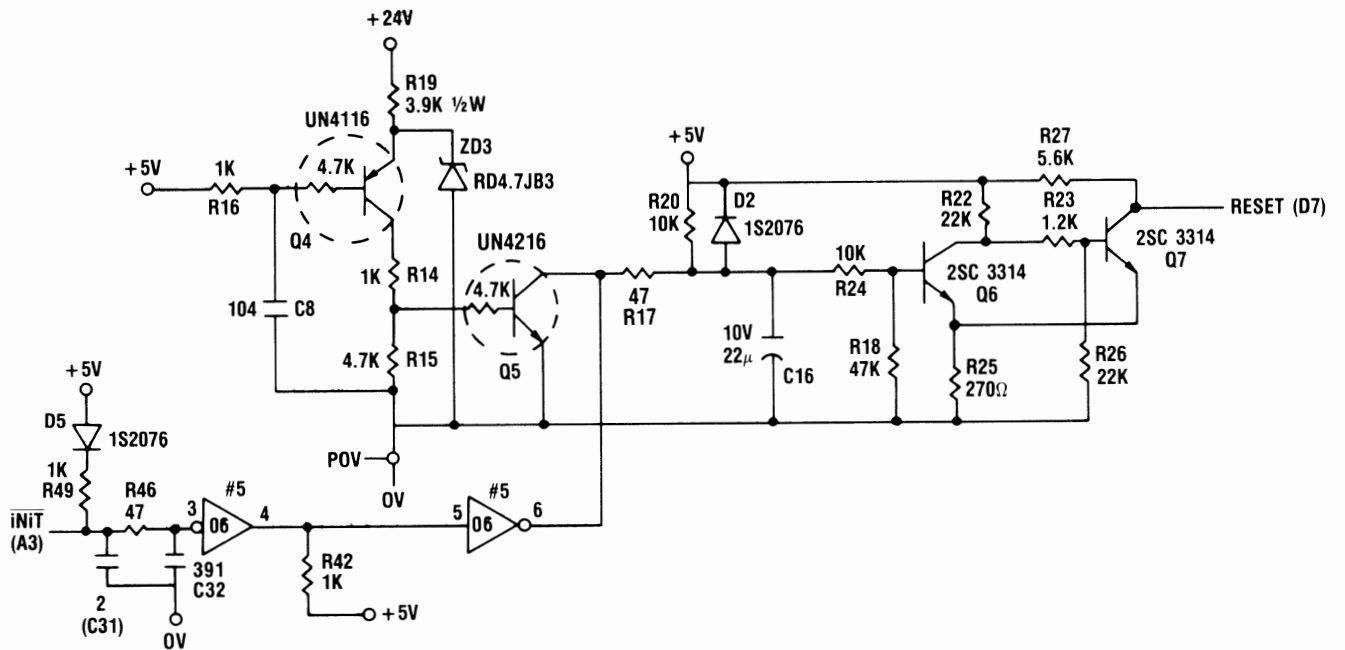 +24V
R19
3.9K ½W
UN4116
ZD3
RD4.7JB3
+5V
1K
R16
4.7K
Q4
+5V
R27
5.6K
R20
10K
D2
1S2076
R22
22K
R23
1.2K
RESET (D7)
2SC 3314
Q7
UN4216
1K
R14
4.7K
Q5
47
R17
10K
R24
2SC 3314
Q6
104
C8
4.7K
R15
10V
22μ
C16
R18
47K
R25
270Ω
R26
22K
+5V
D5
1S2076
POV
0V
1K
R49
R46
47
#5
3
06
4
#5
5
06
6
iNiT
(A3)
391
C32
R42
1K
2
(C31)
0V
+5V